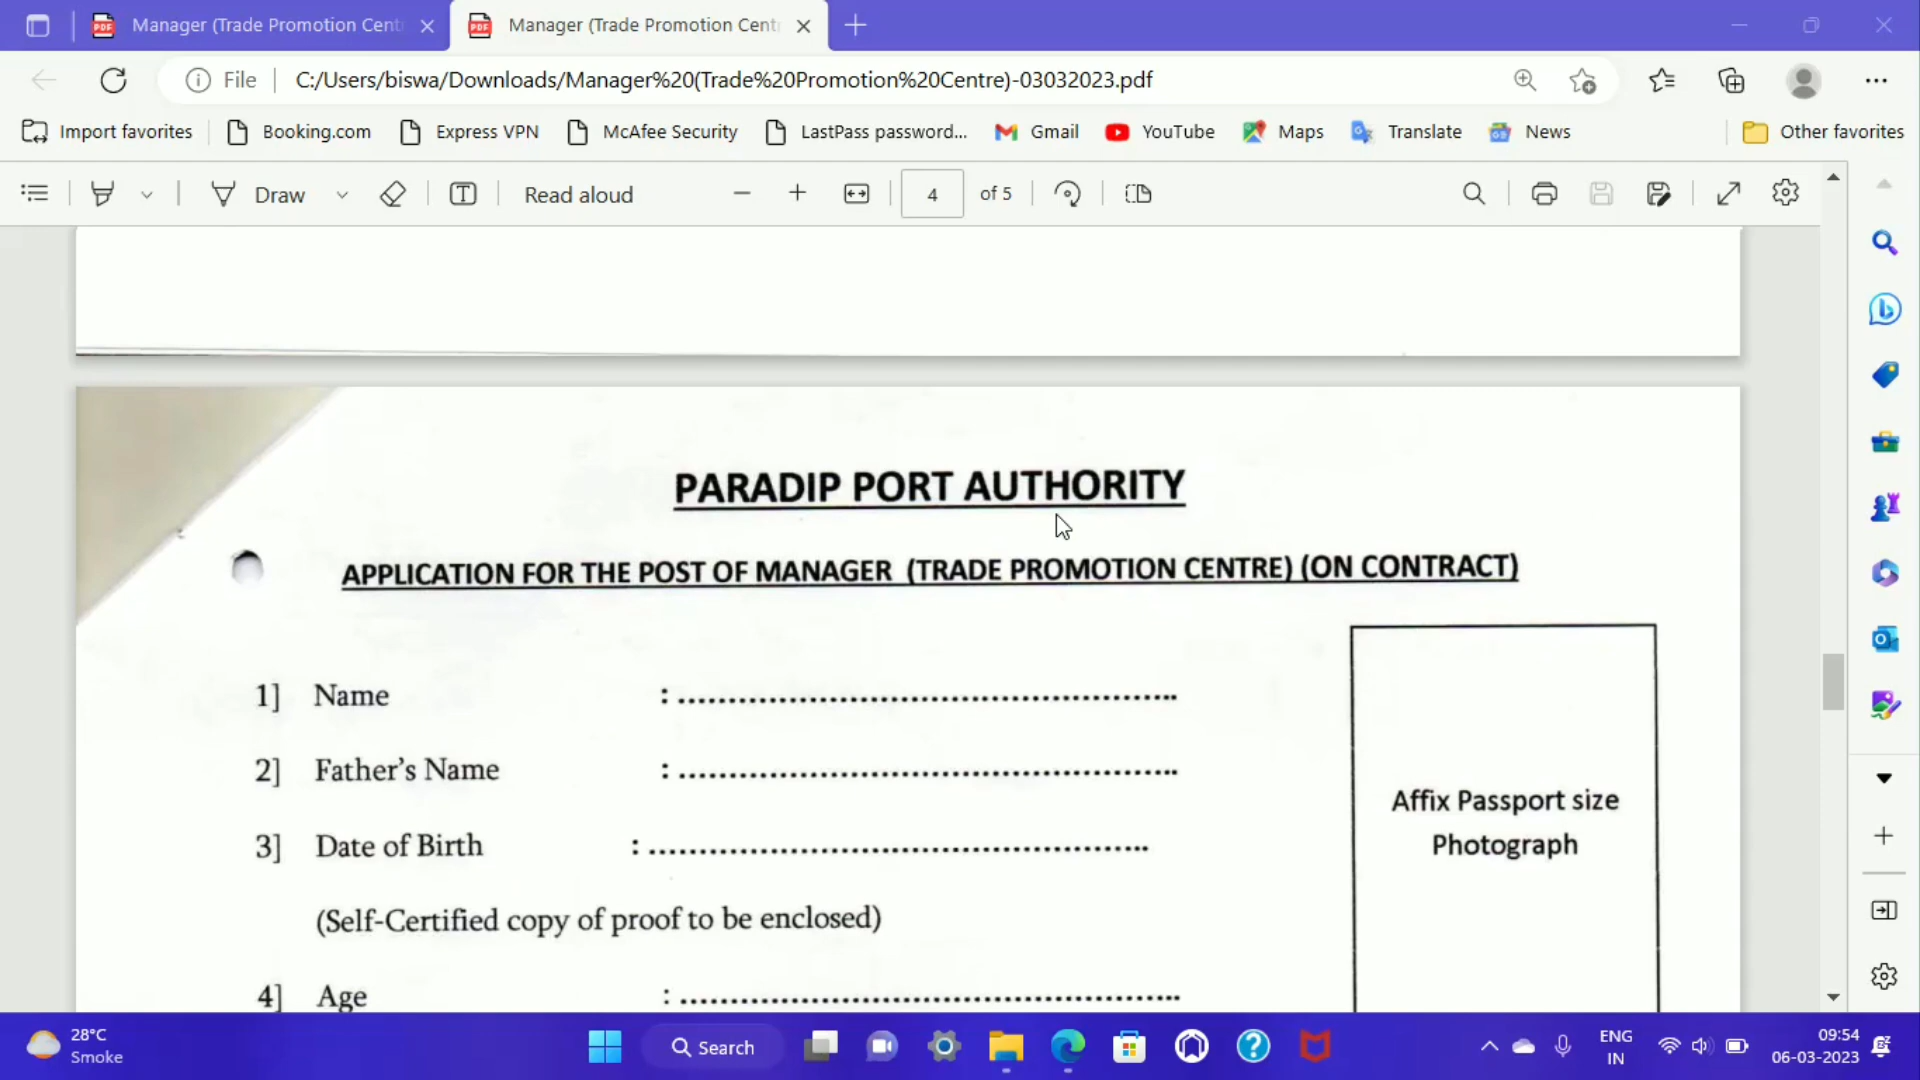 Manager (Trade Promotion Cent
Manager (Trade Promotion Cent
File
C:/Users/biswa/Downloads/Manager%20(Trade%20Promotion%20Centre)-03032023.pdf
Import favorites
Booking.com
Express VPN
McAfee Security
LastPass password...
Gmail
YouTube
Maps
Translate
News
Other favorites
Draw
Read aloud
4 of 5
PARADIP PORT AUTHORITY
APPLICATION FOR THE POST OF MANAGER (TRADE PROMOTION CENTRE) (ON CONTRACT)
1] Name : ..................................................
2] Father's Name : ..................................................
3] Date of Birth : ..................................................
(Self-Certified copy of proof to be enclosed)
4] Age : ..................................................
Affix Passport size
Photograph
28°C
Smoke
Search
ENG
IN
09:54
06-03-2023